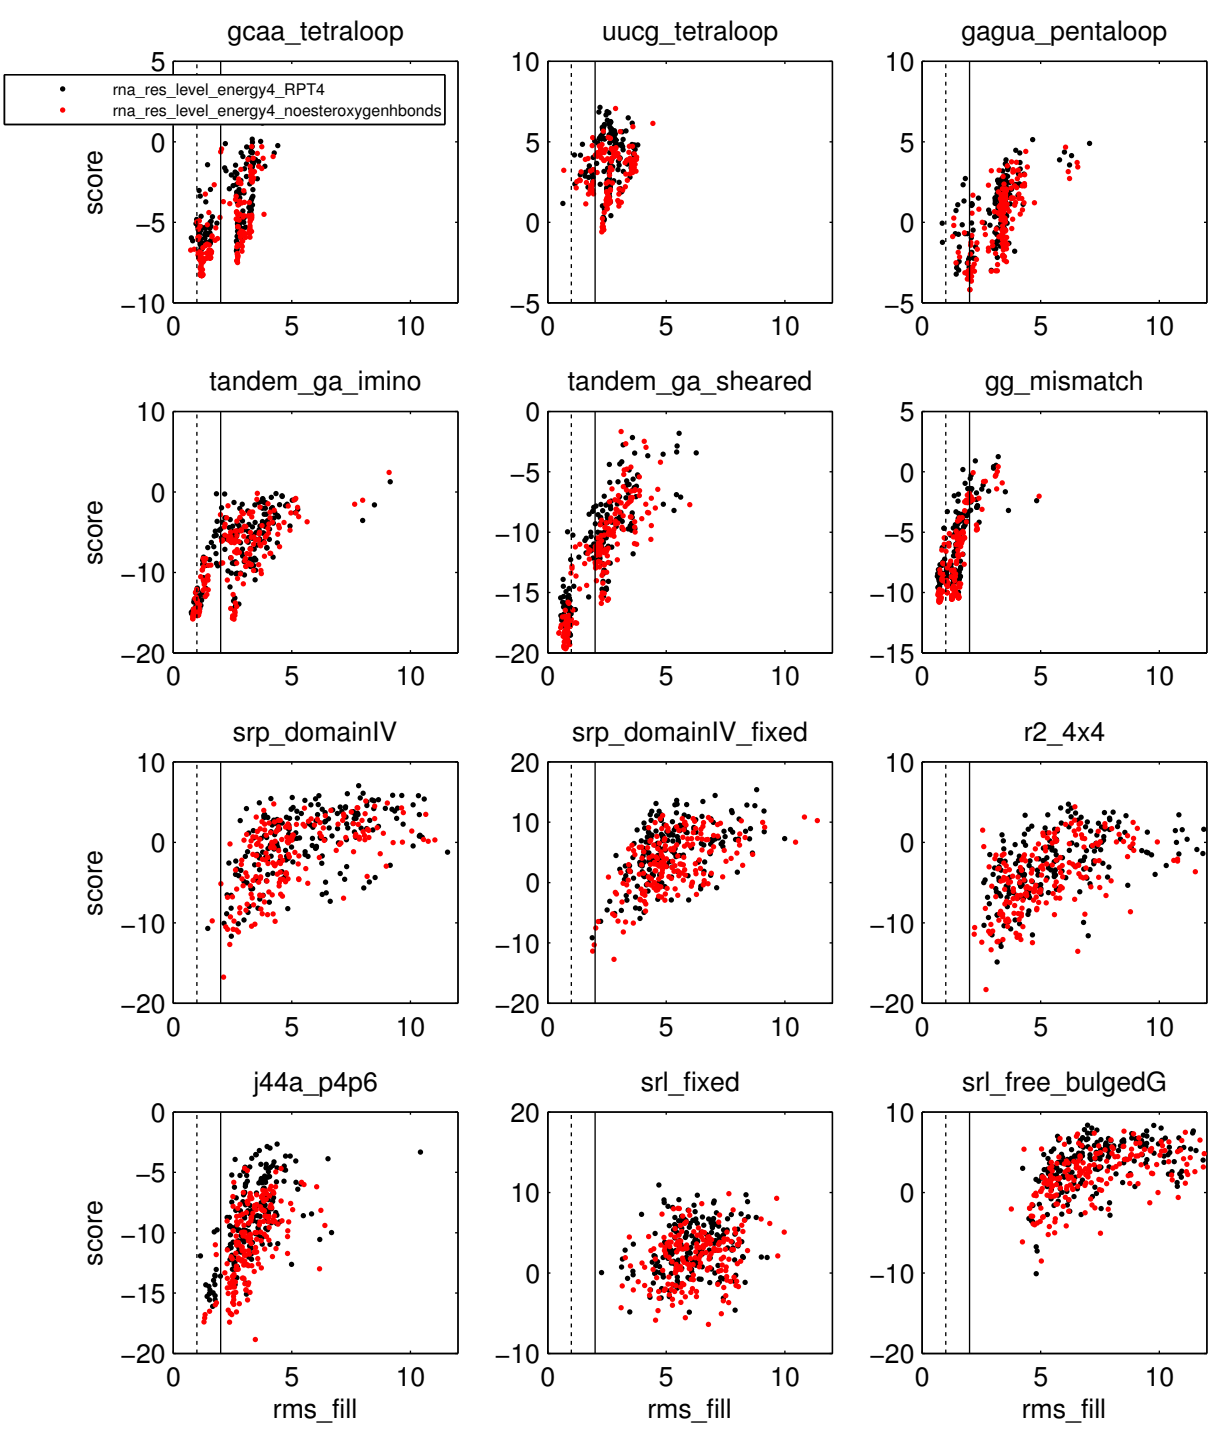 gcaa_tetraloop uucg_tetraloop gagua_pentaloop
rna_res_level_energy4_RPT4
rna_res_level_energy4_noesteroxygenhbonds
5 10 10
0 5 5
score
−5 0 0
−10 −5 −5
0 5 10 0 5 10 0 5 10
tandem_ga_imino tandem_ga_sheared gg_mismatch
10 0 5
0 −5 0
score
−10 −10 −5
−15 −10
−20 −20 −15
0 5 10 0 5 10 0 5 10
srp_domainIV srp_domainIV_fixed r2_4x4
10 20 10
0 10 0
score
0
−10 −10 −10
−20 −20 −20
0 5 10 0 5 10 0 5 10
j44a_p4p6 srl_fixed srl_free_bulgedG
0 20 10
−5 10 0
score
−10
−15 0 −10
−20 −10 −20
0 5 10 0 5 10 0 5 10
rms_fill rms_fill rms_fill